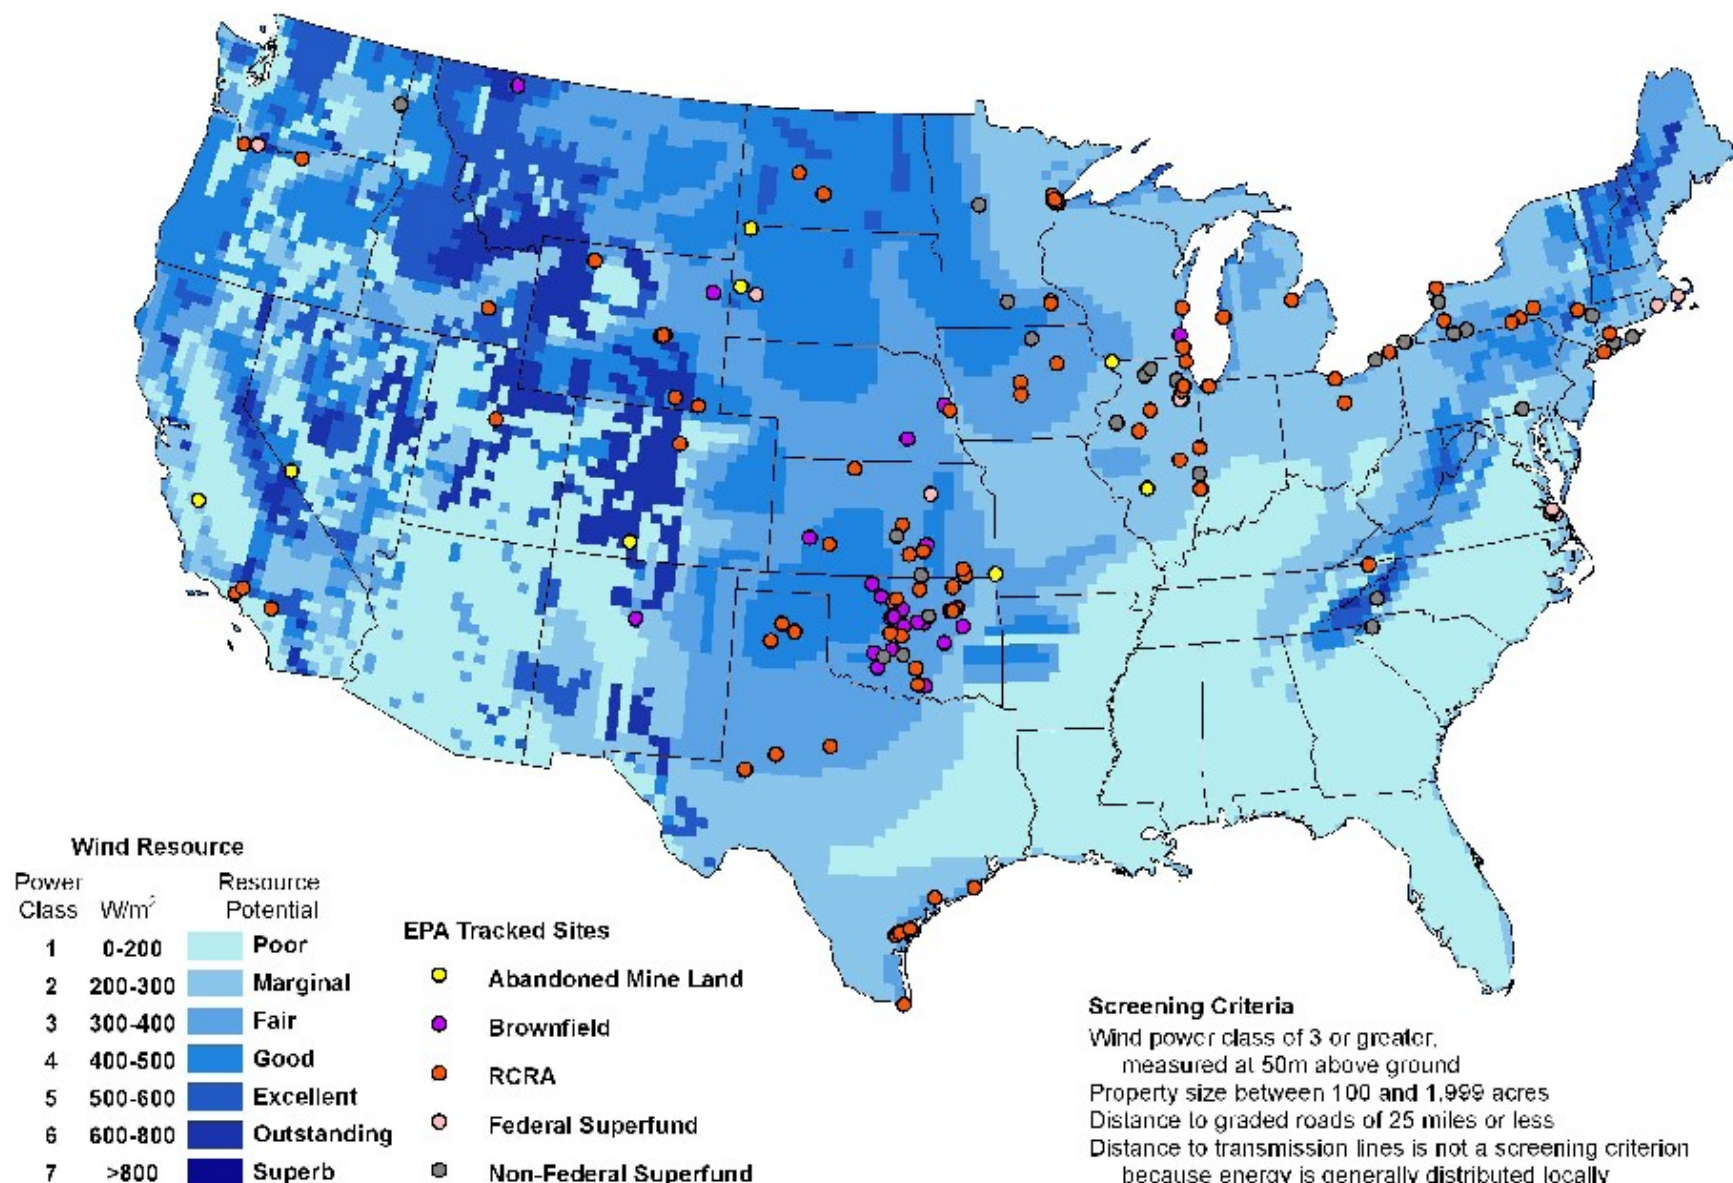 Wind Resource
Power Class W/m² Resource Potential
1 0-200 Poor
2 200-300 Marginal
3 300-400 Fair
4 400-500 Good
5 500-600 Excellent
6 600-800 Outstanding
7 >800 Superb
EPA Tracked Sites
Abandoned Mine Land
Brownfield
RCRA
Federal Superfund
Non-Federal Superfund
Screening Criteria
Wind power class of 3 or greater,
measured at 50m above ground
Property size between 100 and 1,999 acres
Distance to graded roads of 25 miles or less
Distance to transmission lines is not a screening criterion
because energy is generally distributed locally